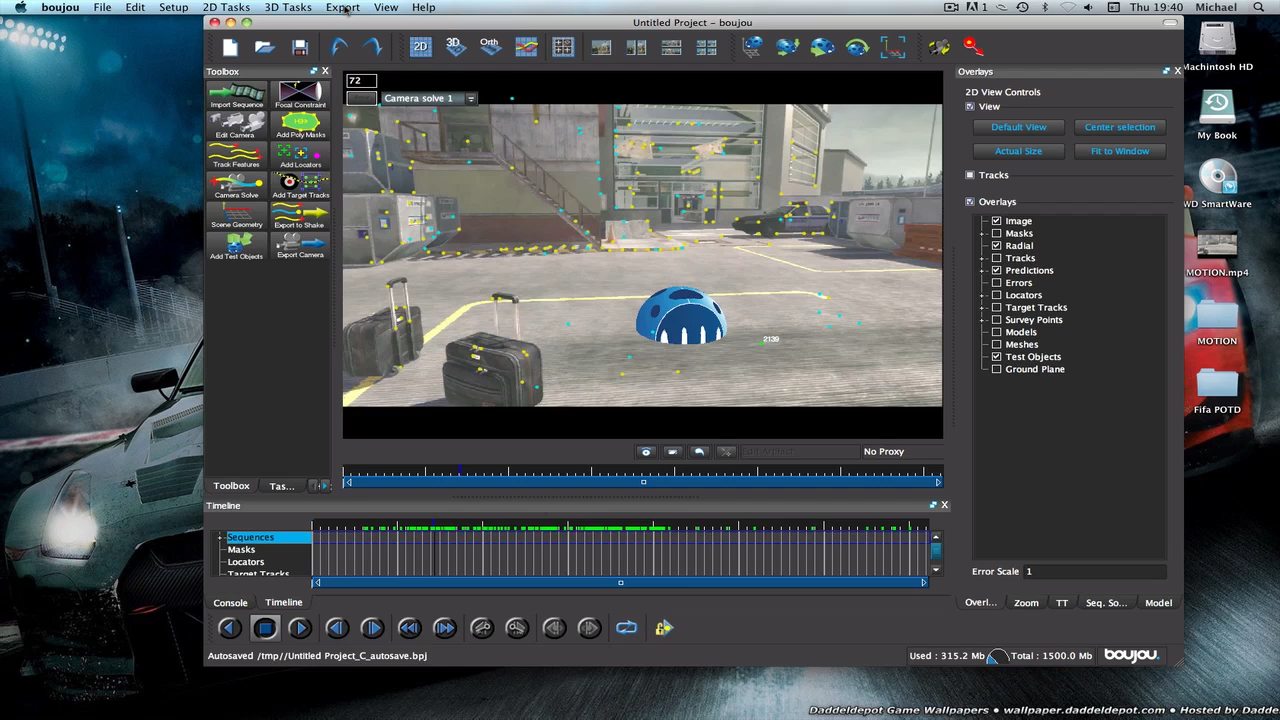 boujou File Edit Setup 2D Tasks 3D Tasks Export View Help 1 Thu 19:40 Michael
Untitled Project - boujou
2D 3D Orth
Toolbox
Import Sequence Focal Constraint
Edit Camera Add Poly Masks
Track Features Add Locators
Camera Solve Add Target Tracks
Scene Geometry Export to Shake
Add Test Objects Export Camera
Toolbox Tas...
72
Camera solve 1
2139
Edit Artefact No Proxy
Overlays
2D View Controls
View
Default View Center selection
Actual Size Fit to Window
Tracks
Overlays
Image
Masks
Radial
Tracks
Predictions
Errors
Locators
Target Tracks
Survey Points
Models
Meshes
Test Objects
Ground Plane
Error Scale 1
Overl... Zoom TT Seq. So... Model
Timeline
Sequences
Masks
Locators
Target Tracks
Console Timeline
Autosaved /tmp//Untitled Project_C_autosave.bpj
Used : 315.2 Mb Total : 1500.0 Mb boujou.
Macintosh HD
My Book
WD SmartWare
MOTION.mp4
MOTION
Fifa POTD
Daddeldepot Game Wallpapers • wallpaper.daddeldepot.com • Hosted by Dadde